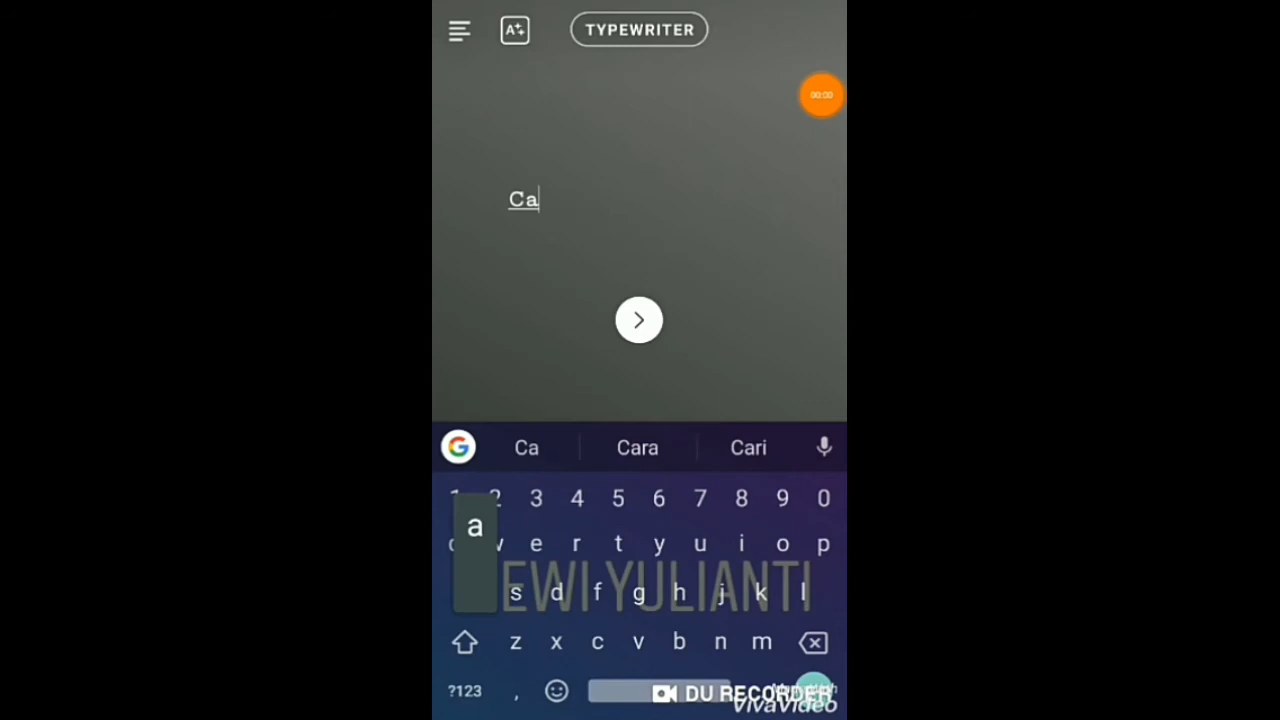 TYPEWRITER
00:00
Ca
Ca Cara Cari
3 4 5 6 7 8 9 0
a
e r t y u i o p
EWI YULIANTI
s d f g h j k l
z x c v b n m
?123 ,
DU RECORDER
VivaVideo